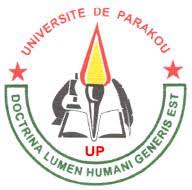 UNIVERSITE DE PARAKOU
UP
DOCTRINA LUMEN HUMANI GENERIS EST